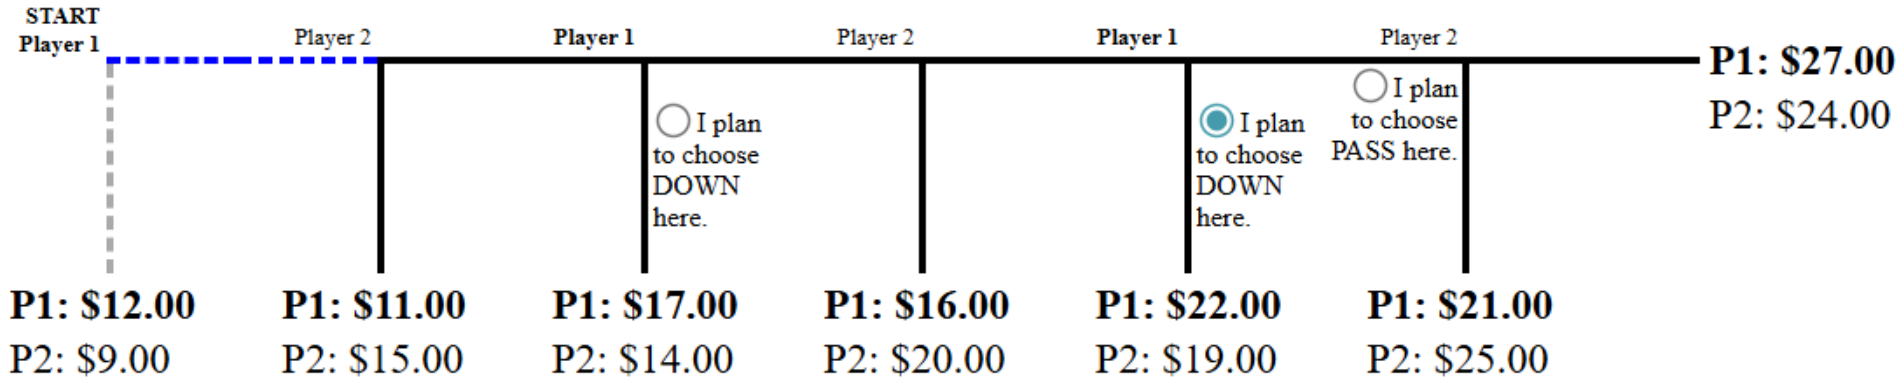 START
Player 1
Player 2
Player 1
Player 2
Player 1
Player 2
P1: $27.00
P2: $24.00
I plan
to choose
DOWN
here.
I plan
to choose
DOWN
here.
I plan
to choose
PASS here.
P1: $12.00
P2: $9.00
P1: $11.00
P2: $15.00
P1: $17.00
P2: $14.00
P1: $16.00
P2: $20.00
P1: $22.00
P2: $19.00
P1: $21.00
P2: $25.00